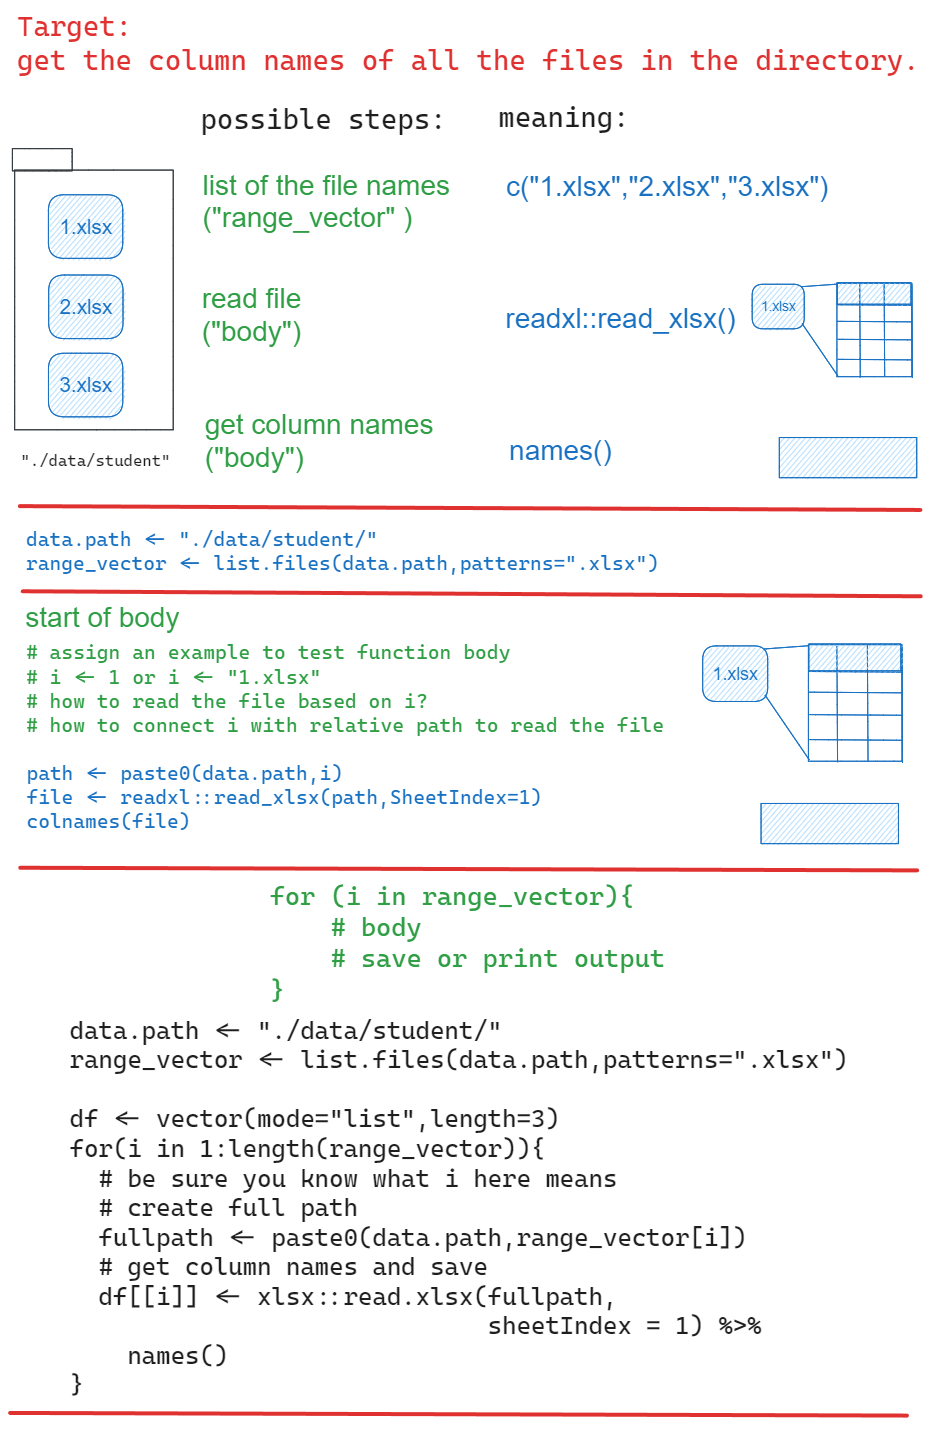 Target:
get the column names of all the files in the directory.
possible steps:
meaning:
1.xlsx
2.xlsx
3.xlsx
"./data/student"
list of the file names
("range_vector" )
c("1.xlsx","2.xlsx","3.xlsx")
read file
("body")
readxl::read_xlsx()
1.xlsx
get column names
("body")
names()
data.path <- "./data/student/"
range_vector <- list.files(data.path,patterns=".xlsx")
start of body
# assign an example to test function body
# i <- 1 or i <- "1.xlsx"
# how to read the file based on i?
# how to connect i with relative path to read the file
path <- paste0(data.path,i)
file <- readxl::read_xlsx(path,SheetIndex=1)
colnames(file)
1.xlsx
for (i in range_vector){
# body
# save or print output
}
data.path <- "./data/student/"
range_vector <- list.files(data.path,patterns=".xlsx")
df <- vector(mode="list",length=3)
for(i in 1:length(range_vector)){
# be sure you know what i here means
# create full path
fullpath <- paste0(data.path,range_vector[i])
# get column names and save
df[[i]] <- xlsx::read.xlsx(fullpath,
sheetIndex = 1) %>%
names()
}